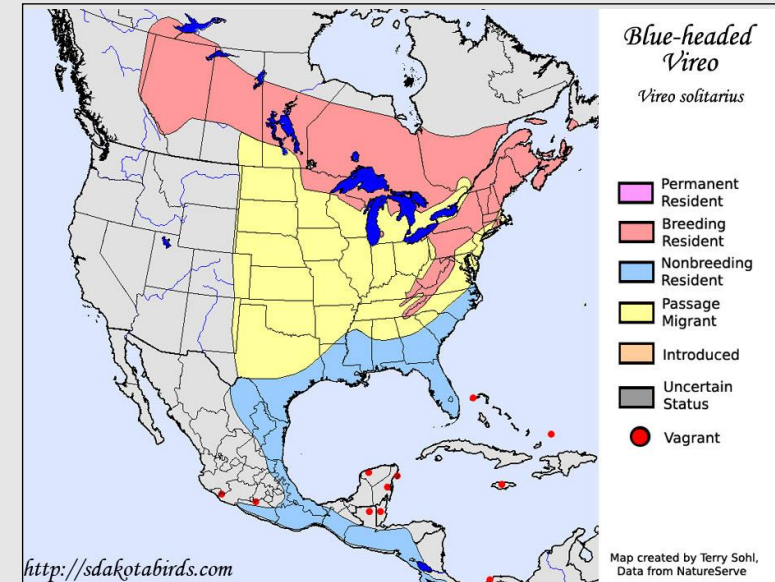 Blue-headed
Vireo
Vireo solitarius
Permanent
Resident
Breeding
Resident
Nonbreeding
Resident
Passage
Migrant
Introduced
Uncertain
Status
Vagrant
http://sdakotabirds.com
Map created by Terry Sohl,
Data from NatureServe